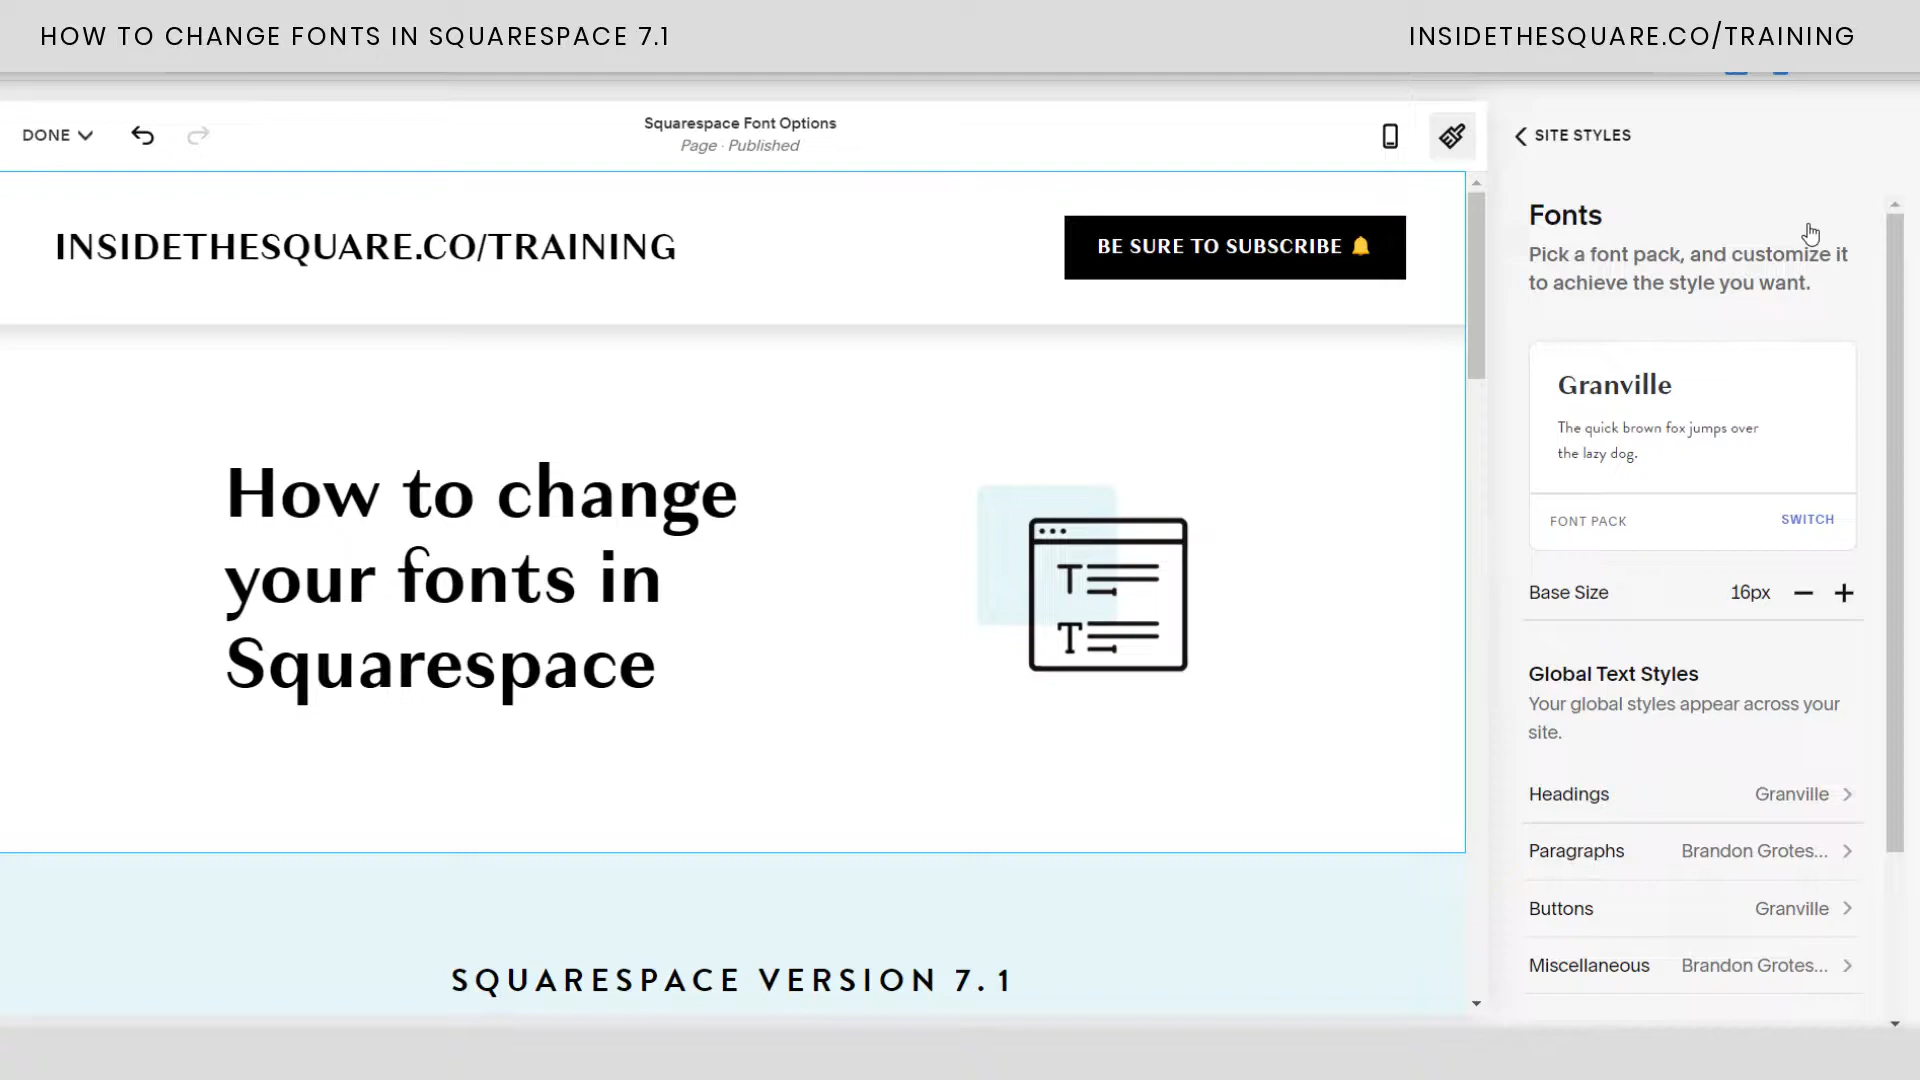 HOW TO CHANGE FONTS IN SQUARESPACE 7.1
INSIDETHESQUARE.CO/TRAINING
DONE
Squarespace Font Options
Page · Published
SITE STYLES
INSIDETHESQUARE.CO/TRAINING
BE SURE TO SUBSCRIBE 🔔
How to change
your fonts in
Squarespace
SQUARESPACE VERSION 7.1
Fonts
Pick a font pack, and customize it
to achieve the style you want.
Granville
The quick brown fox jumps over
the lazy dog.
FONT PACK
SWITCH
Base Size
16px
Global Text Styles
Your global styles appear across your
site.
Headings
Granville
Paragraphs
Brandon Grotes...
Buttons
Granville
Miscellaneous
Brandon Grotes...